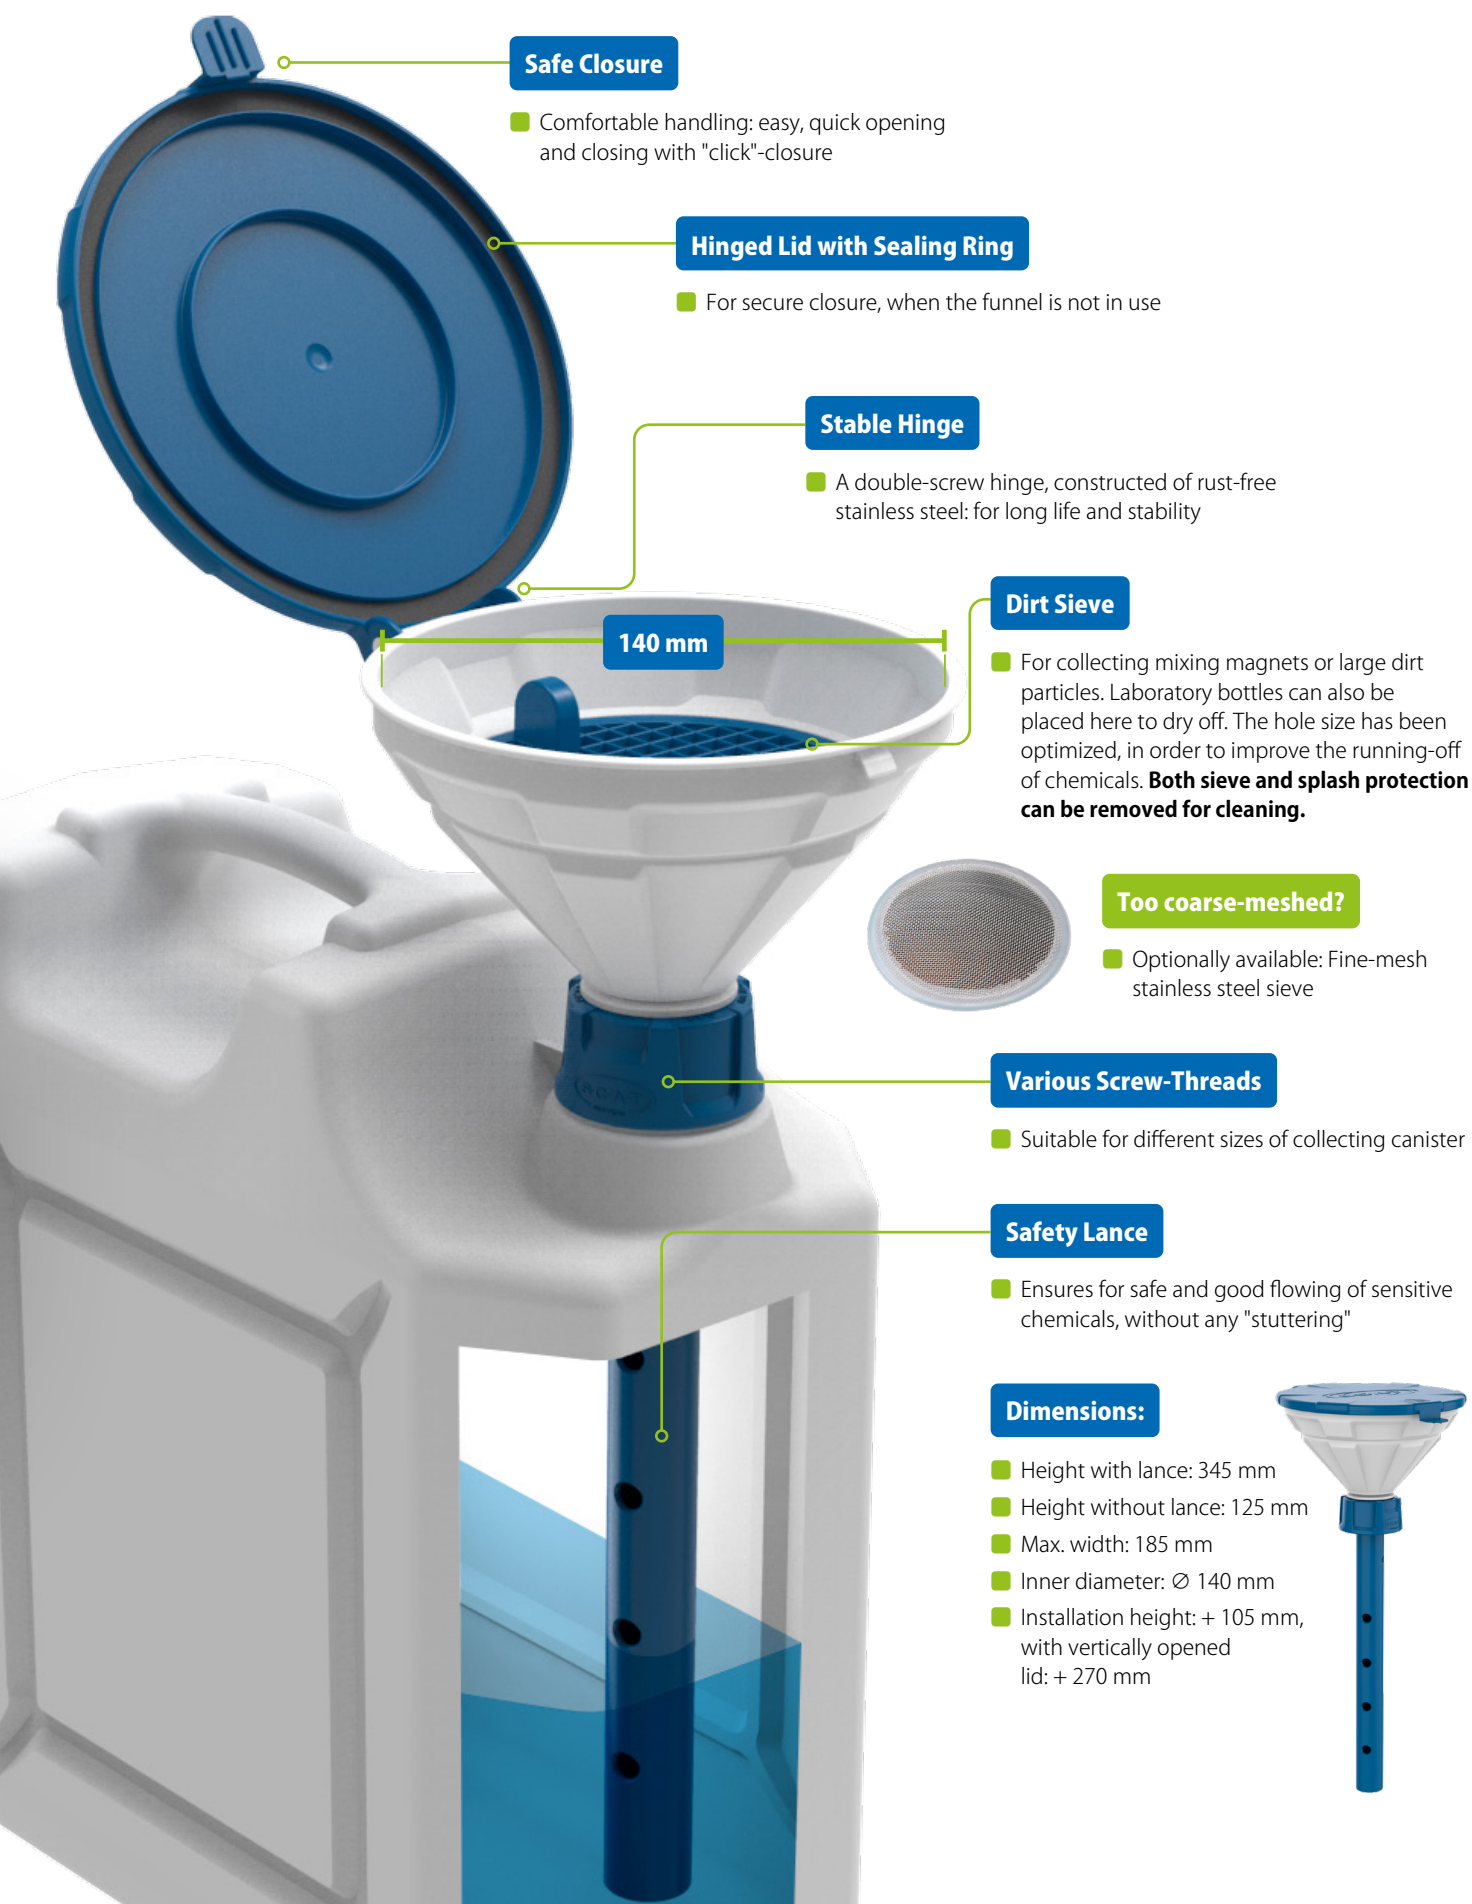 Safe Closure
Comfortable handling: easy, quick opening
and closing with "click"-closure
Hinged Lid with Sealing Ring
For secure closure, when the funnel is not in use
Stable Hinge
A double-screw hinge, constructed of rust-free
stainless steel: for long life and stability
Dirt Sieve
140 mm
For collecting mixing magnets or large dirt
particles. Laboratory bottles can also be
placed here to dry off. The hole size has been
optimized, in order to improve the running-off
of chemicals. Both sieve and splash protection
can be removed for cleaning.
Too coarse-meshed?
Optionally available: Fine-mesh
stainless steel sieve
Various Screw-Threads
Suitable for different sizes of collecting canister
Safety Lance
Ensures for safe and good flowing of sensitive
chemicals, without any "stuttering"
Dimensions:
Height with lance: 345 mm
Height without lance: 125 mm
Max. width: 185 mm
Inner diameter: ∅ 140 mm
Installation height: + 105 mm,
with vertically opened
lid: + 270 mm